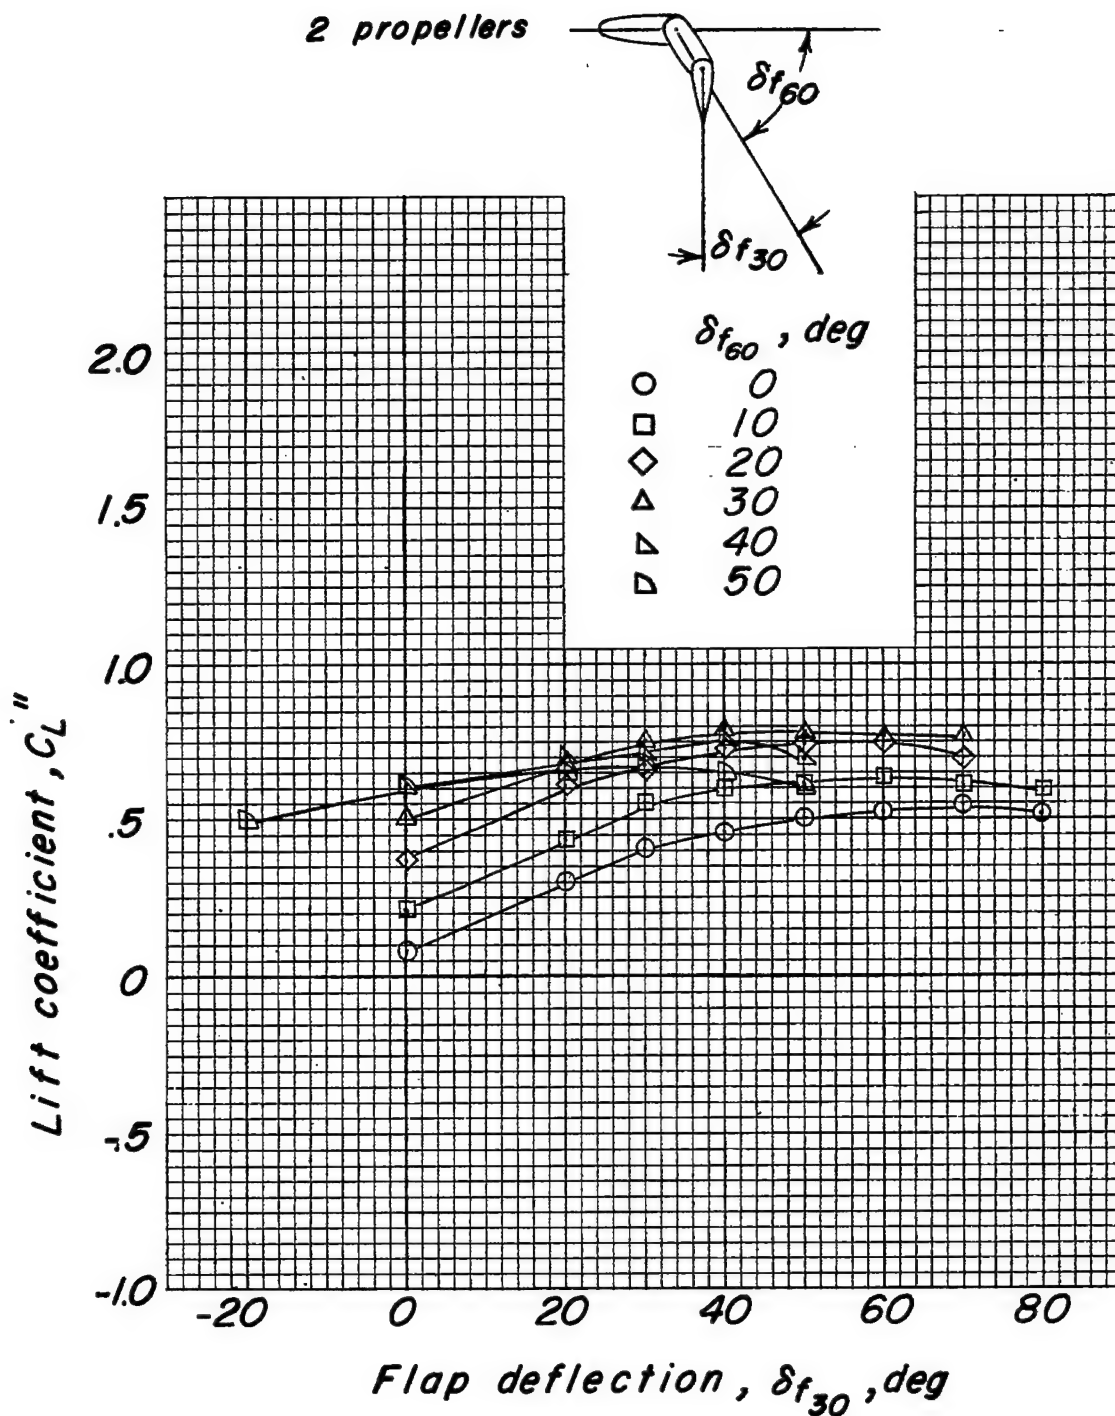 2 propellers
δf60
δf30
δf60 , deg
0
10
20
30
40
50
2.0
1.5
1.0
.5
0
-.5
-1.0
Lift coefficient, CL"
-20 0 20 40 60 80
Flap deflection, δf30 , deg